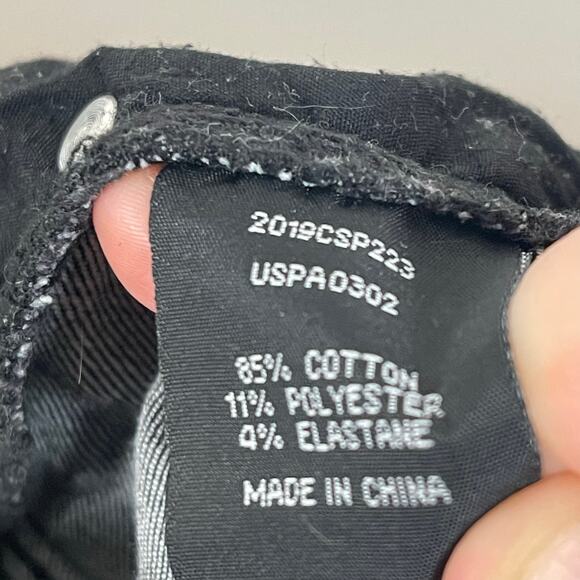 2019CSP223
USPA0302
85% COTTON
11% POLYESTER
4% ELASTANE
MADE IN CHINA